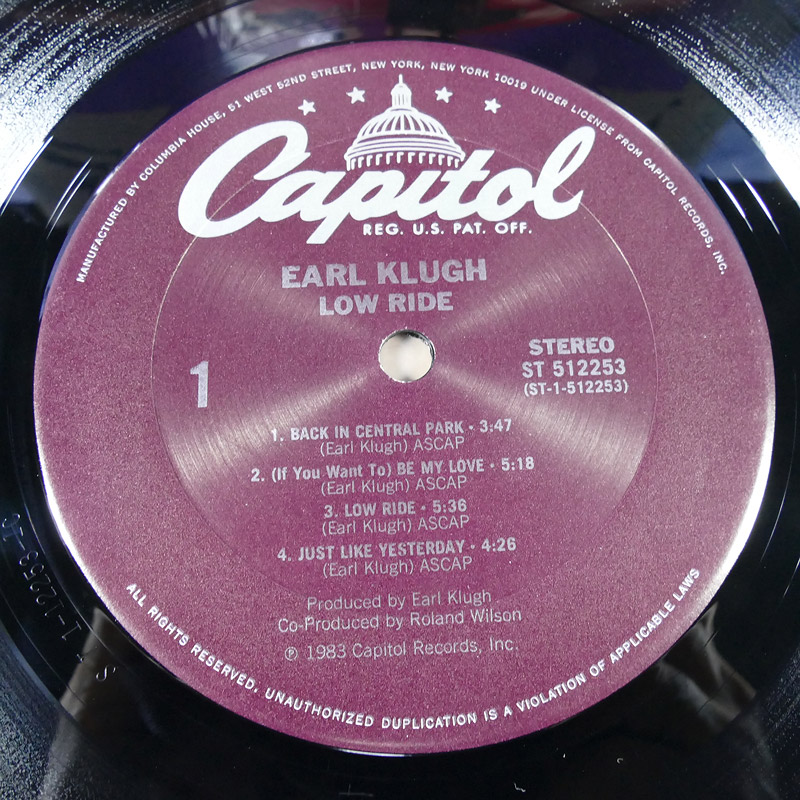 MANUFACTURED BY COLUMBIA HOUSE, 51 WEST 52ND STREET, NEW YORK, NEW YORK 10019 UNDER LICENSE FROM CAPITOL RECORDS, INC.
Capitol
REG. U.S. PAT. OFF.
EARL KLUGH
LOW RIDE
1
STEREO
ST 512253
(ST-1-512253)
1. BACK IN CENTRAL PARK • 3:47
(Earl Klugh) ASCAP
2. (If You Want To) BE MY LOVE • 5:18
(Earl Klugh) ASCAP
3. LOW RIDE • 5:36
(Earl Klugh) ASCAP
4. JUST LIKE YESTERDAY • 4:26
(Earl Klugh) ASCAP
Produced by Earl Klugh
Co-Produced by Roland Wilson
℗ 1983 Capitol Records, Inc.
ALL RIGHTS RESERVED, UNAUTHORIZED DUPLICATION IS A VIOLATION OF APPLICABLE LAWS